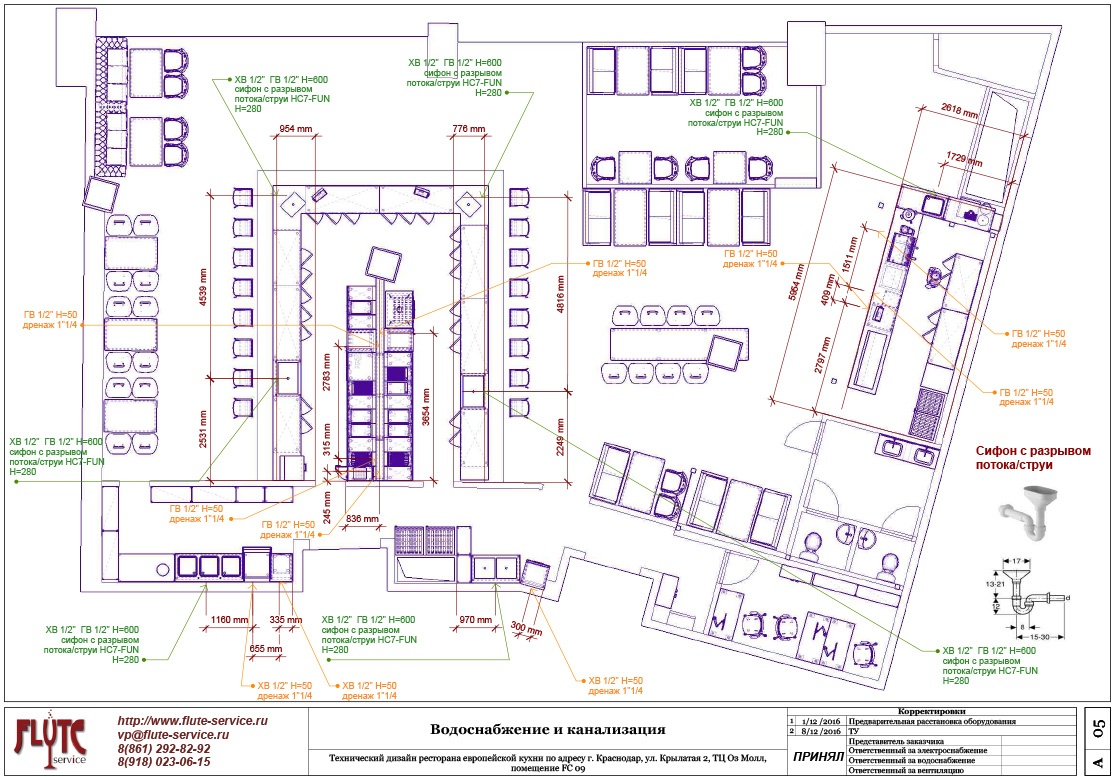 ХВ 1/2" ГВ 1/2" H=600
сифон с разрывом
потока/струи HC7-FUN
H=280
ХВ 1/2" ГВ 1/2" H=600
сифон с разрывом
потока/струи HC7-FUN
H=280
ХВ 1/2" ГВ 1/2" H=600
сифон с разрывом
потока/струи HC7-FUN
H=280
954 mm
776 mm
2618 mm
1729 mm
4539 mm
4816 mm
5954 mm
1511 mm
409 mm
2797 mm
ГВ 1/2" H=50
дренаж 1"1/4
ГВ 1/2" H=50
дренаж 1"1/4
ГВ 1/2" H=50
дренаж 1"1/4
ГВ 1/2" H=50
дренаж 1"1/4
ГВ 1/2" H=50
дренаж 1"1/4
2783 mm
3654 mm
2531 mm
315 mm
245 mm
2249 mm
836 mm
ХВ 1/2" ГВ 1/2" H=600
сифон с разрывом
потока/струи HC7-FUN
H=280
ГВ 1/2" H=50
дренаж 1"1/4
ГВ 1/2" H=50
дренаж 1"1/4
Сифон с разрывом
потока/струи
17
13-21
12
d
8
15-30
1160 mm
335 mm
655 mm
970 mm
300 mm
ХВ 1/2" ГВ 1/2" H=600
сифон с разрывом
потока/струи HC7-FUN
H=280
ХВ 1/2" ГВ 1/2" H=600
сифон с разрывом
потока/струи HC7-FUN
H=280
ХВ 1/2" ГВ 1/2" H=600
сифон с разрывом
потока/струи HC7-FUN
H=280
ХВ 1/2" H=50
дренаж 1"1/4
ХВ 1/2" H=50
дренаж 1"1/4
ХВ 1/2" H=50
дренаж 1"1/4
FLUTE
service
http://www.flute-service.ru
vp@flute-service.ru
8(861) 292-82-92
8(918) 023-06-15
Водоснабжение и канализация
Технический дизайн ресторана европейской кухни по адресу г. Краснодар, ул. Крылатая 2, ТЦ Оз Молл,
помещение FC 09
Корректировки
1 1/12 /2016 Предварительная расстановка оборудования
2 8/12 /2016 ТУ
ПРИНЯЛ
Представитель заказчика
Ответственный за электроснабжение
Ответственный за водоснабжение
Ответственный за вентиляцию
A 05